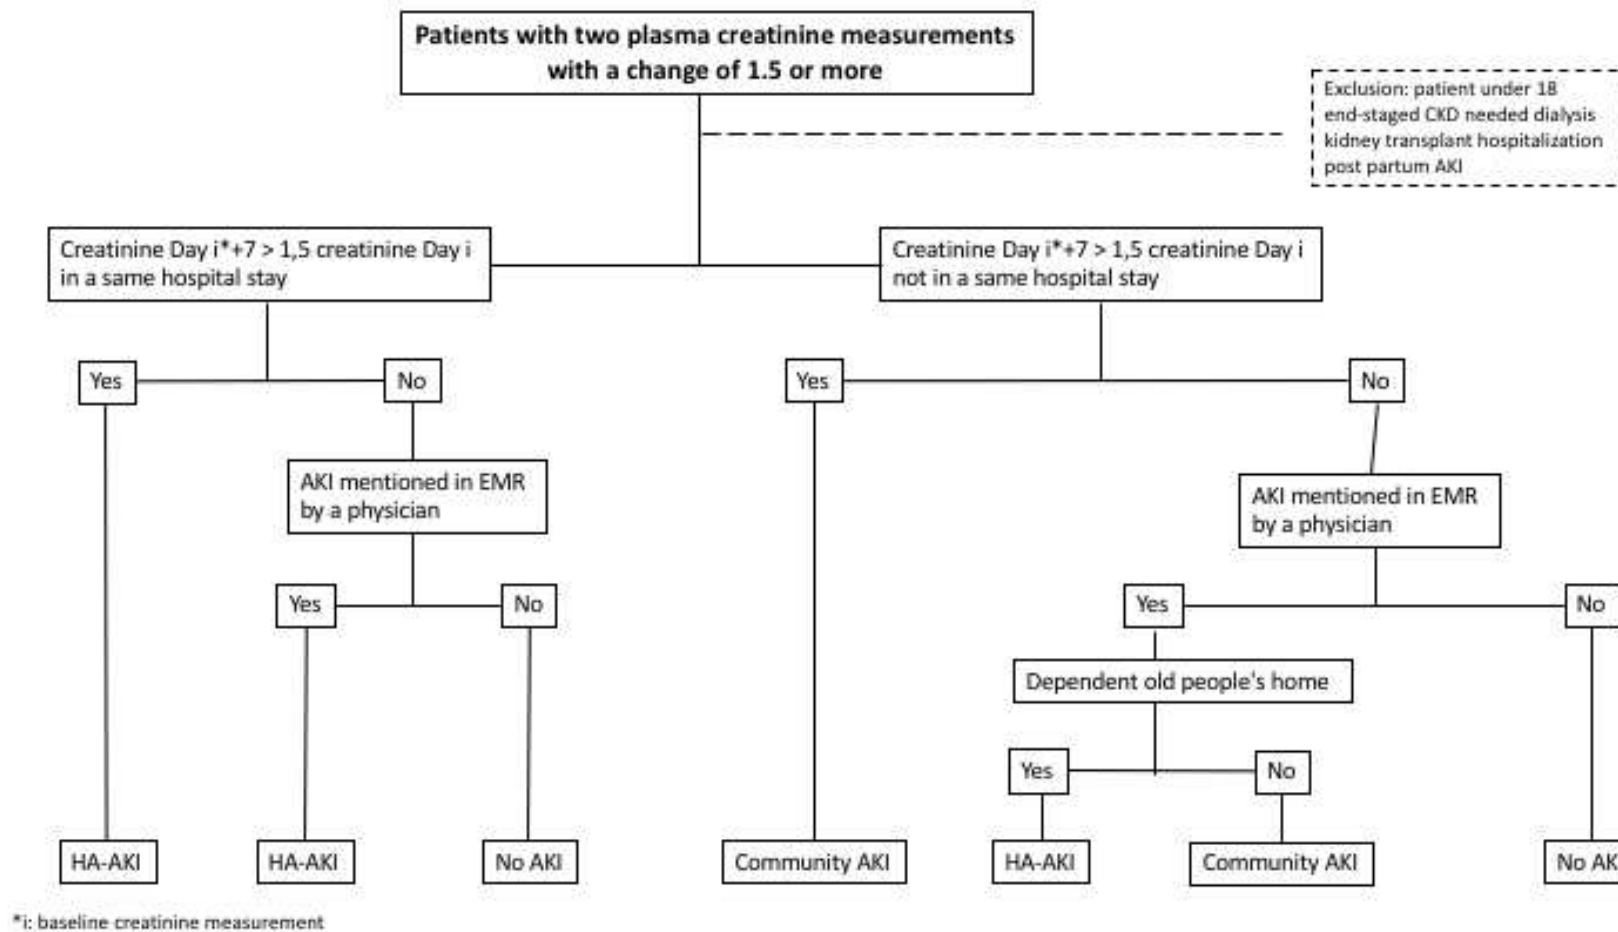 Patients with two plasma creatinine measurements
with a change of 1.5 or more
Exclusion: patient under 18
end-staged CKD needed dialysis
kidney transplant hospitalization
post partum AKI
Creatinine Day i*+7 > 1,5 creatinine Day i
in a same hospital stay
Creatinine Day i*+7 > 1,5 creatinine Day i
not in a same hospital stay
Yes
No
Yes
No
AKI mentioned in EMR
by a physician
AKI mentioned in EMR
by a physician
Yes
No
Yes
No
Dependent old people's home
Yes
No
HA-AKI
HA-AKI
No AKI
Community AKI
HA-AKI
Community AKI
No AK
*i: baseline creatinine measurement